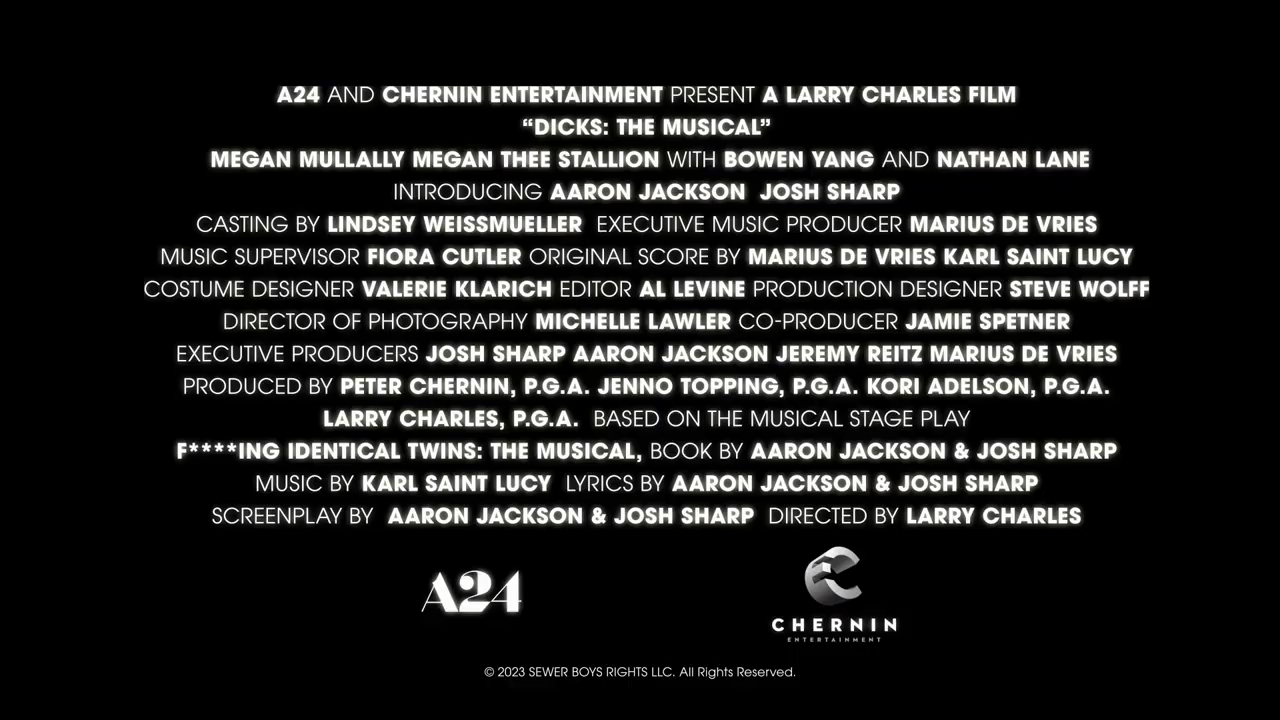 A24 AND CHERNIN ENTERTAINMENT PRESENT A LARRY CHARLES FILM
“DICKS: THE MUSICAL”
MEGAN MULLALLY MEGAN THEE STALLION WITH BOWEN YANG AND NATHAN LANE
INTRODUCING AARON JACKSON JOSH SHARP
CASTING BY LINDSEY WEISSMUELLER EXECUTIVE MUSIC PRODUCER MARIUS DE VRIES
MUSIC SUPERVISOR FIORA CUTLER ORIGINAL SCORE BY MARIUS DE VRIES KARL SAINT LUCY
COSTUME DESIGNER VALERIE KLARICH EDITOR AL LEVINE PRODUCTION DESIGNER STEVE WOLFF
DIRECTOR OF PHOTOGRAPHY MICHELLE LAWLER CO-PRODUCER JAMIE SPETNER
EXECUTIVE PRODUCERS JOSH SHARP AARON JACKSON JEREMY REITZ MARIUS DE VRIES
PRODUCED BY PETER CHERNIN, P.G.A. JENNO TOPPING, P.G.A. KORI ADELSON, P.G.A.
LARRY CHARLES, P.G.A. BASED ON THE MUSICAL STAGE PLAY
F****ING IDENTICAL TWINS: THE MUSICAL, BOOK BY AARON JACKSON & JOSH SHARP
MUSIC BY KARL SAINT LUCY LYRICS BY AARON JACKSON & JOSH SHARP
SCREENPLAY BY AARON JACKSON & JOSH SHARP DIRECTED BY LARRY CHARLES
A24
CHERNIN
ENTERTAINMENT
© 2023 SEWER BOYS RIGHTS LLC. All Rights Reserved.